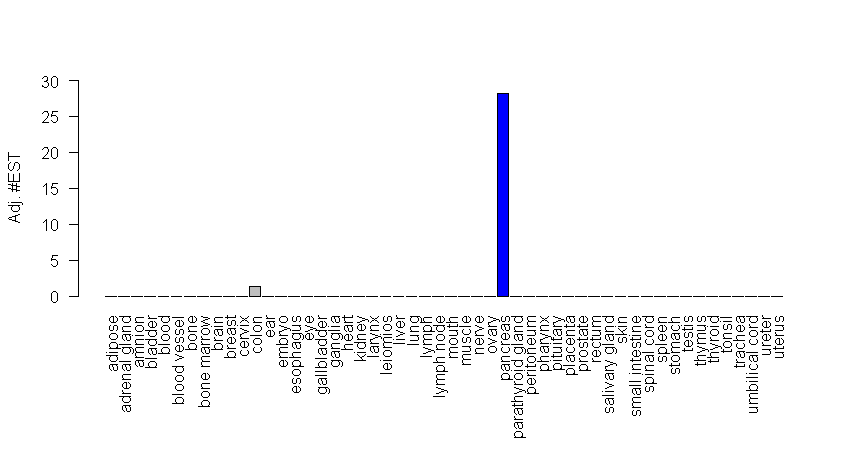 Adj. #EST
30
25
20
15
10
5
0
adipose
adrenal gland
amnion
bladder
blood
blood vessel
bone
bone marrow
brain
breast
cervix
colon
ear
embryo
esophagus
eye
gallbladder
ganglia
heart
kidney
larynx
leiomios
liver
lung
lymph
lymph node
mouth
muscle
nerve
ovary
pancreas
parathyroid gland
peritoneum
pharynx
pituitary
placenta
prostate
rectum
salivary gland
skin
small intestine
spinal cord
spleen
stomach
testis
thymus
thyroid
tonsil
trachea
umbilical cord
ureter
uterus